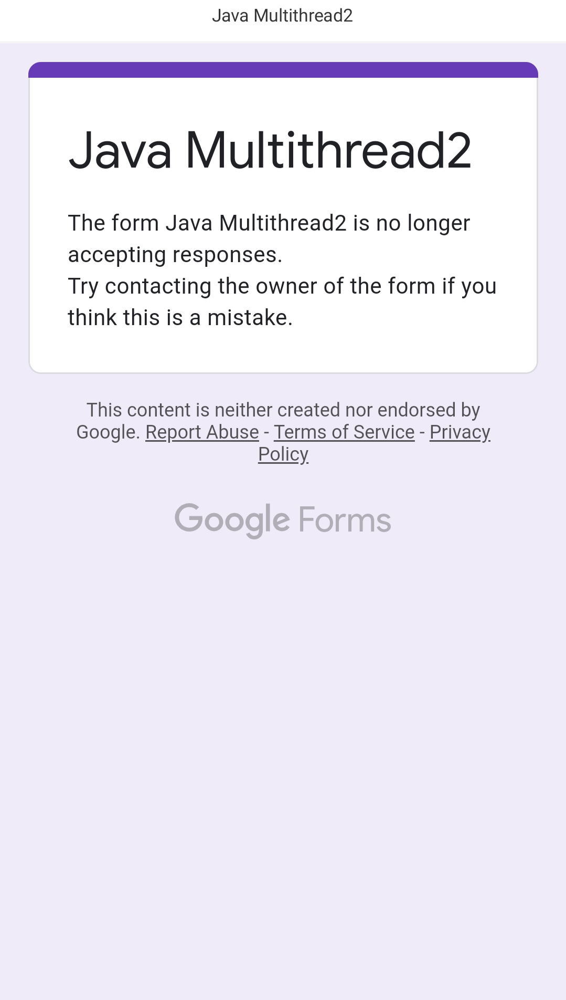 Java Multithread2
Java Multithread2
The form Java Multithread2 is no longer
accepting responses.
Try contacting the owner of the form if you
think this is a mistake.
This content is neither created nor endorsed by
Google. Report Abuse - Terms of Service - Privacy
Policy
Google Forms